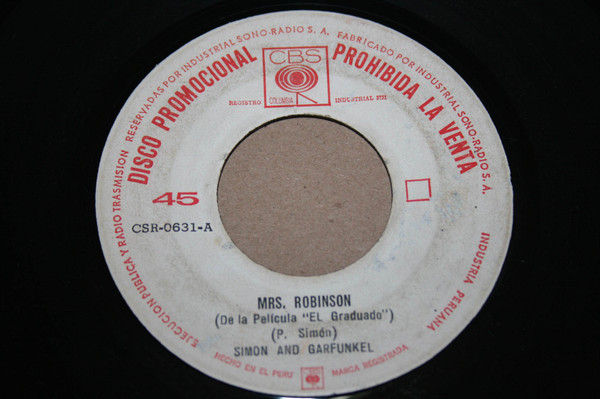 EJECUCION PUBLICA Y RADIO TRASMISION RESERVADAS POR INDUSTRIAL SONO-RADIO S. A. FABRICADO POR INDUSTRIAL SONO-RADIO S. A.
INDUSTRIA PERUANA
DISCO PROMOCIONAL
PROHIBIDA LA VENTA
CBS
COLUMBIA
REGISTRO
INDUSTRIAL
45
CSR-0631-A
MRS. ROBINSON
(De la Película "EL Graduado")
(P. Simón)
SIMON AND GARFUNKEL
HECHO EN EL PERU
MARCA REGISTRADA